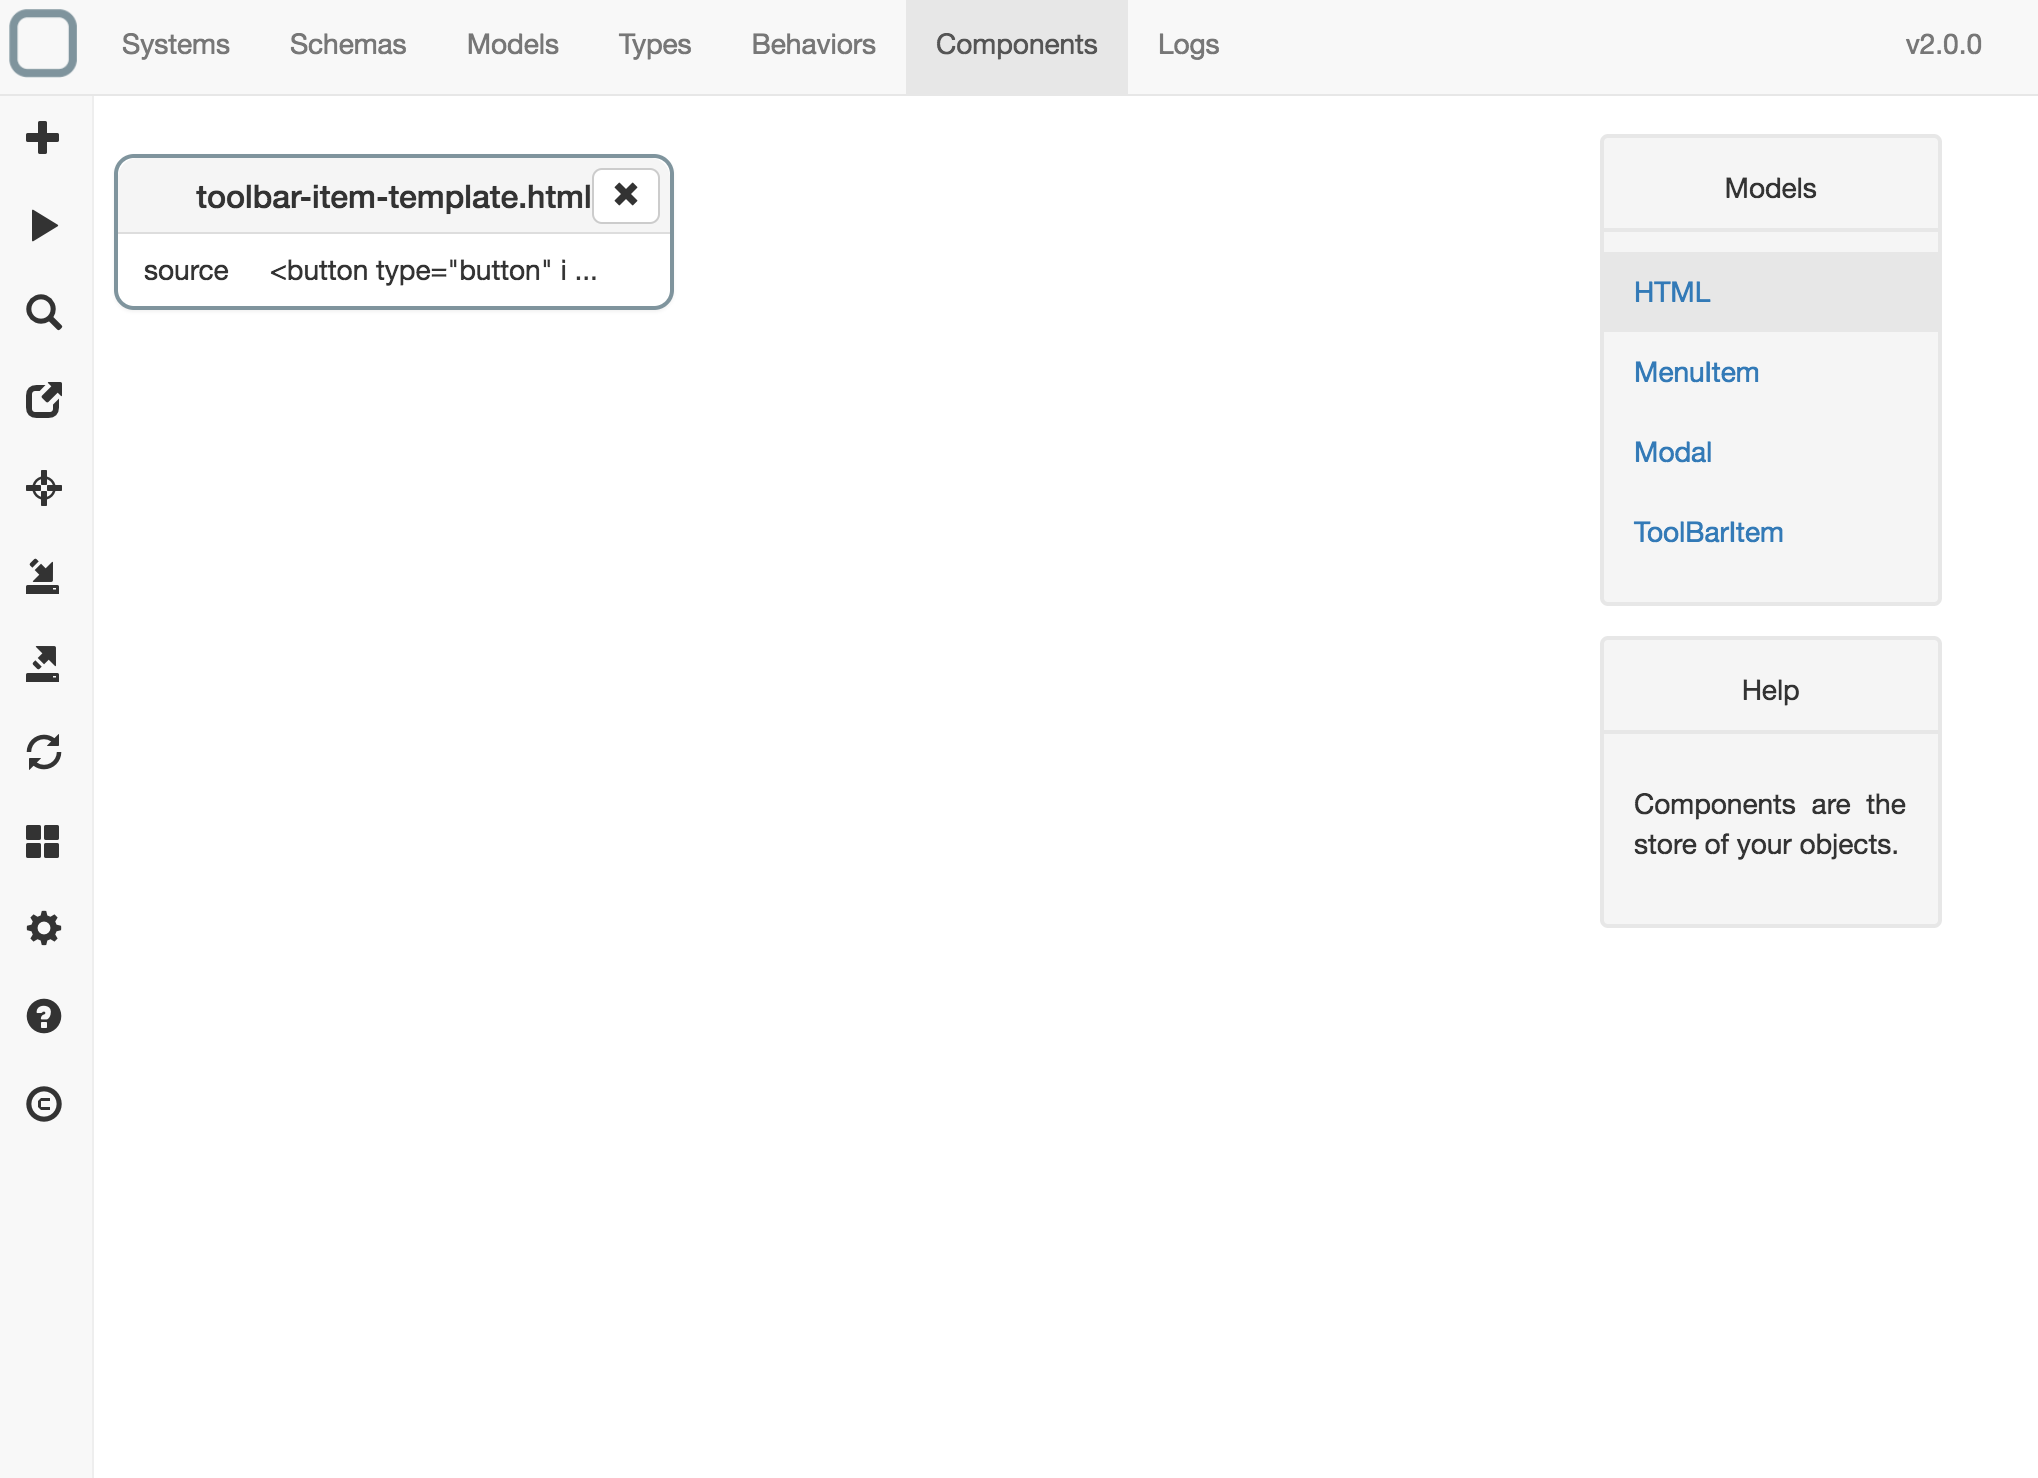 Systems Schemas Models Types Behaviors Components Logs v2.0.0
toolbar-item-template.html
source <button type="button" i ...
Models
HTML
MenuItem
Modal
ToolBarItem
Help
Components are the
store of your objects.